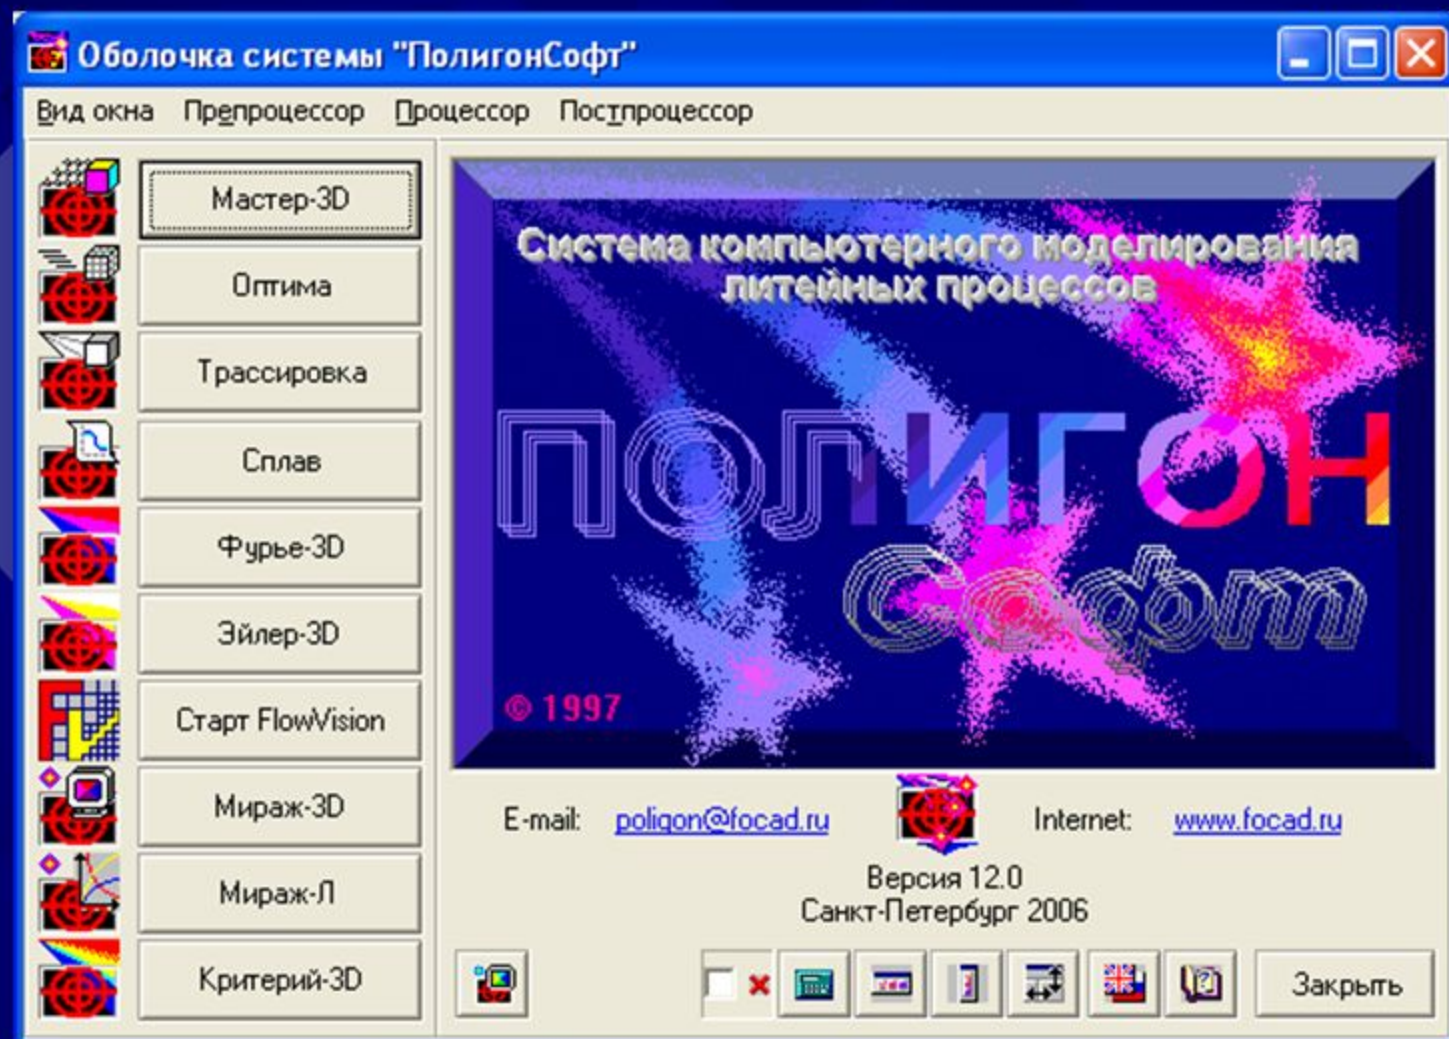 Оболочка системы "ПолигонСофт"
Вид окна Препроцессор Процессор Постпроцессор
Мастер-3D
Оптима
Трассировка
Сплав
Фурье-3D
Эйлер-3D
Старт FlowVision
Мираж-3D
Мираж-Л
Критерий-3D
Система компьютерного моделирования
литейных процессов
ПОЛИГОН
Софт
© 1997
E-mail: poligon@focad.ru Internet: www.focad.ru
Версия 12.0
Санкт-Петербург 2006
Закрыть